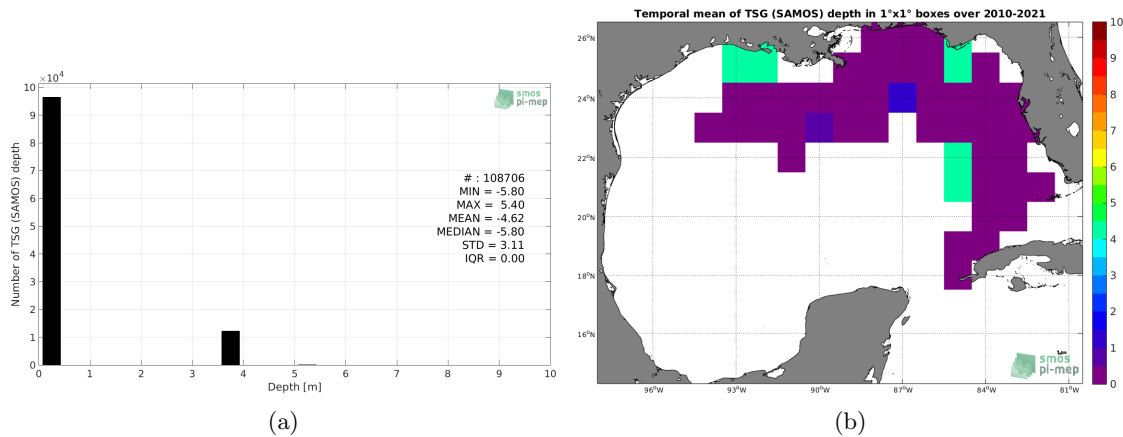 Temporal mean of TSG (SAMOS) depth in 1°x1° boxes over 2010-2021
×10⁴
10
9
8
7
6
5
4
3
2
1
0
Number of TSG (SAMOS) depth
smos
pi-mep
# : 108706
MIN = -5.80
MAX = 5.40
MEAN = -4.62
MEDIAN = -5.80
STD = 3.11
IQR = 0.00
0 1 2 3 4 5 6 7 8 9 10
Depth [m]
(a)
26°N
24°N
22°N
20°N
18°N
16°N
96°W 93°W 90°W 87°W 84°W 81°W
smos
pi-mep
10
9
8
7
6
5
4
3
2
1
0
(b)